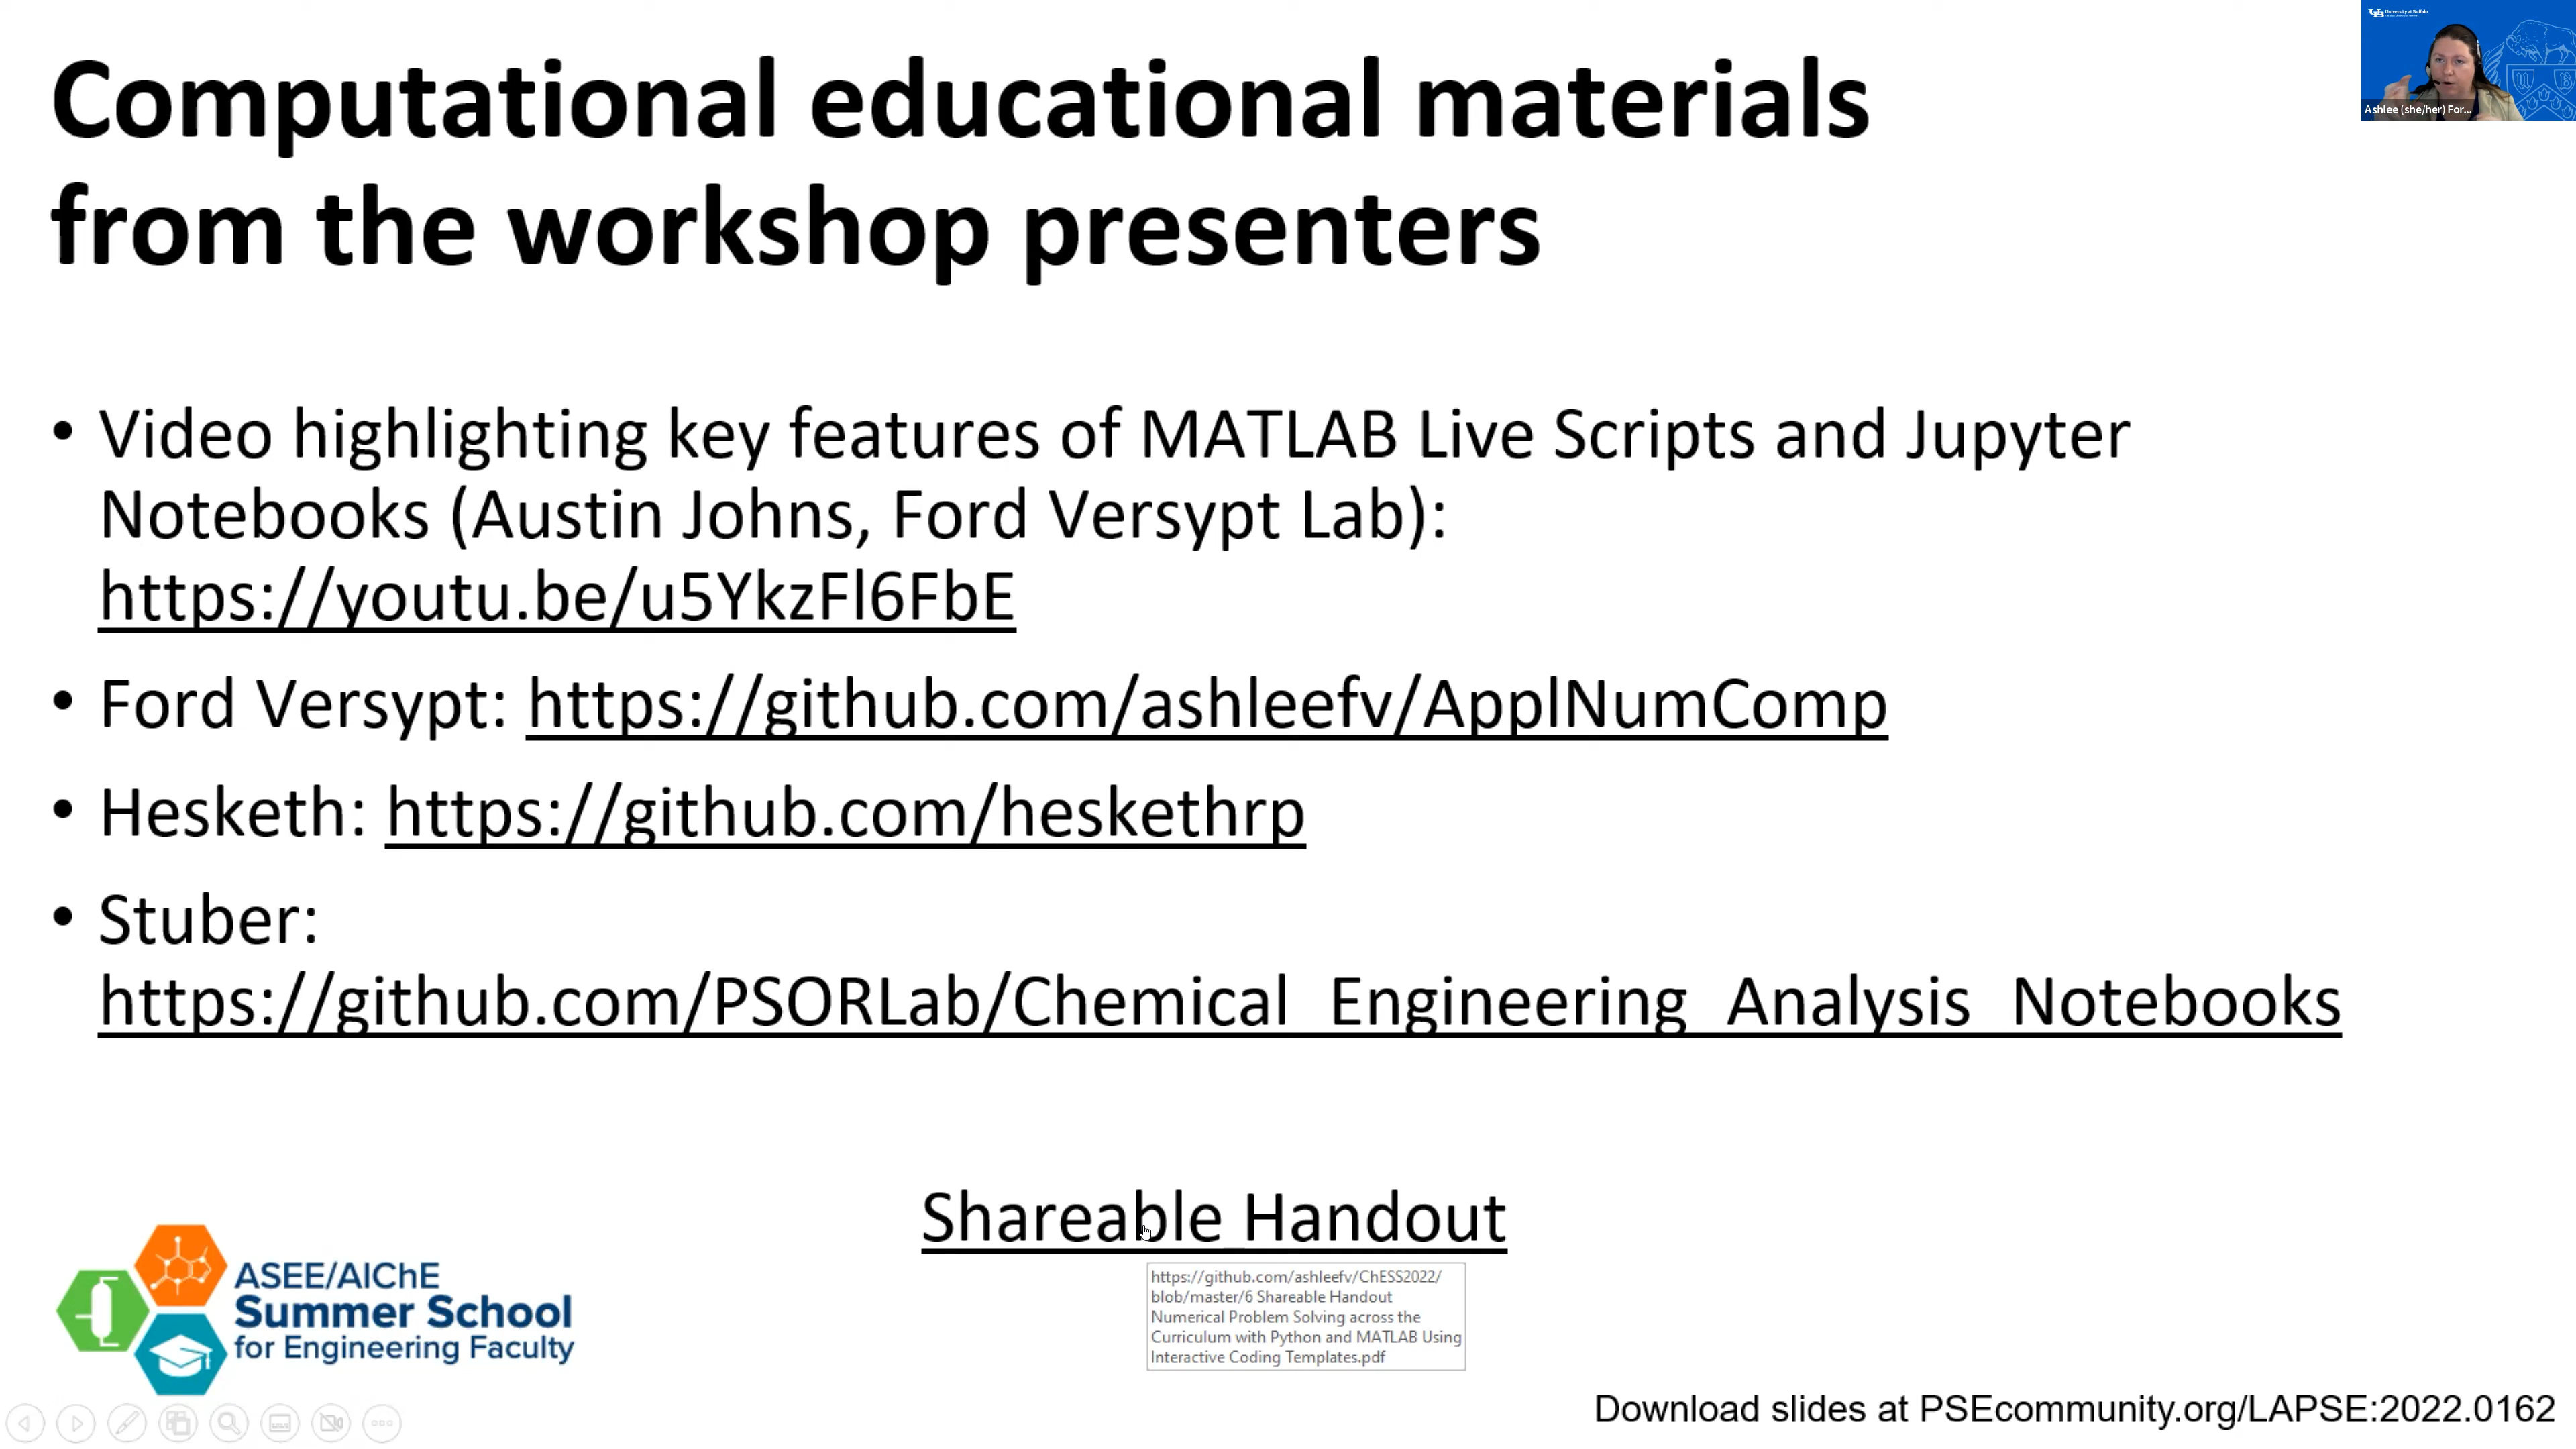 Computational educational materials
from the workshop presenters
University at Buffalo
Ashlee (she/her) For...
• Video highlighting key features of MATLAB Live Scripts and Jupyter
Notebooks (Austin Johns, Ford Versypt Lab):
https://youtu.be/u5YkzFl6FbE
• Ford Versypt: https://github.com/ashleefv/ApplNumComp
• Hesketh: https://github.com/heskethrp
• Stuber:
https://github.com/PSORLab/Chemical_Engineering_Analysis_Notebooks
Shareable Handout
https://github.com/ashleefv/ChESS2022/
blob/master/6 Shareable Handout
Numerical Problem Solving across the
Curriculum with Python and MATLAB Using
Interactive Coding Templates.pdf
ASEE/AIChE
Summer School
for Engineering Faculty
Download slides at PSEcommunity.org/LAPSE:2022.0162